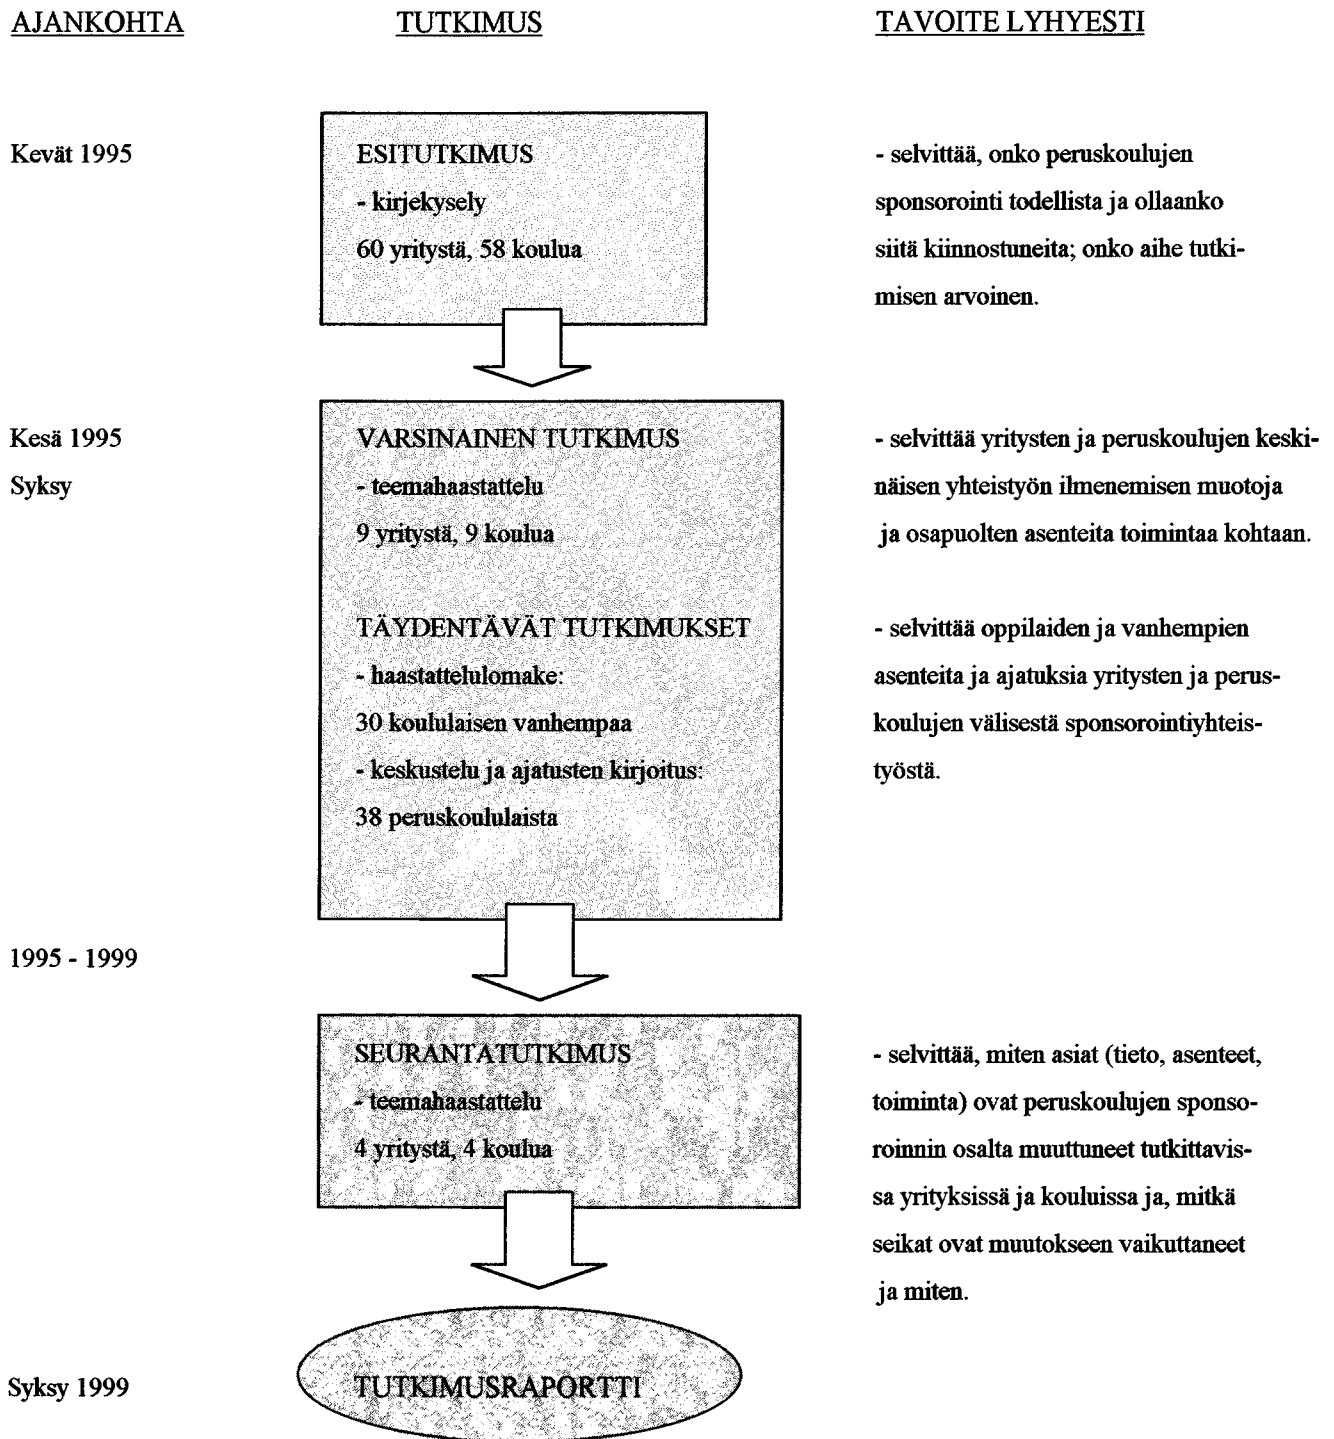 AJANKOHTA TUTKIMUS TAVOITE LYHYESTI
Kevät 1995
ESITUTKIMUS
- kirjekysely
60 yritystä, 58 koulua
- selvittää, onko peruskoulujen
sponsorointi todellista ja ollaanko
siitä kiinnostuneita; onko aihe tutki-
misen arvoinen.
Kesä 1995
Syksy
VARSINAINEN TUTKIMUS
- teemahaastattelu
9 yritystä, 9 koulua
- selvittää yritysten ja peruskoulujen keski-
näisen yhteistyön ilmenemisen muotoja
ja osapuolten asenteita toimintaa kohtaan.
TÄYDENTÄVÄT TUTKIMUKSET
- haastattelulomake:
30 koululaisen vanhempaa
- keskustelu ja ajatusten kirjoitus:
38 peruskoululaista
- selvittää oppilaiden ja vanhempien
asenteita ja ajatuksia yritysten ja perus-
koulujen välisestä sponsorointiyhteis-
työstä.
1995 - 1999
SEURANTATUTKIMUS
- teemahaastattelu
4 yritystä, 4 koulua
- selvittää, miten asiat (tieto, asenteet,
toiminta) ovat peruskoulujen sponso-
roinnin osalta muuttuneet tutkittavis-
sa yrityksissä ja kouluissa ja, mitkä
seikat ovat muutokseen vaikuttaneet
ja miten.
Syksy 1999
TUTKIMUSRAPORTTI